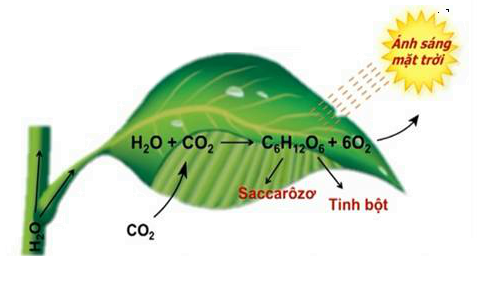 Ánh sáng
mặt trời
H₂O + CO₂ → C₆H₁₂O₆ + 6O₂
Saccarôzơ
Tinh bột
H₂O
CO₂